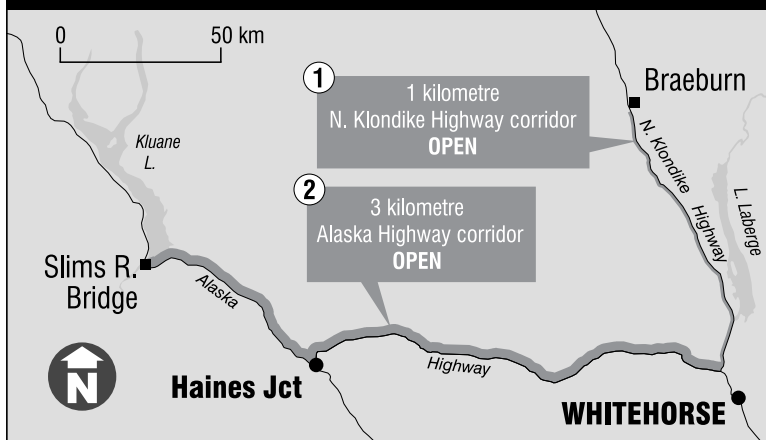 0 50 km
1
1 kilometre
N. Klondike Highway corridor
OPEN
Braeburn
Kluane
L.
N. Klondike Highway
L. Laberge
2
3 kilometre
Alaska Highway corridor
OPEN
Slims R.
Bridge
Alaska
Highway
N
Haines Jct
WHITEHORSE